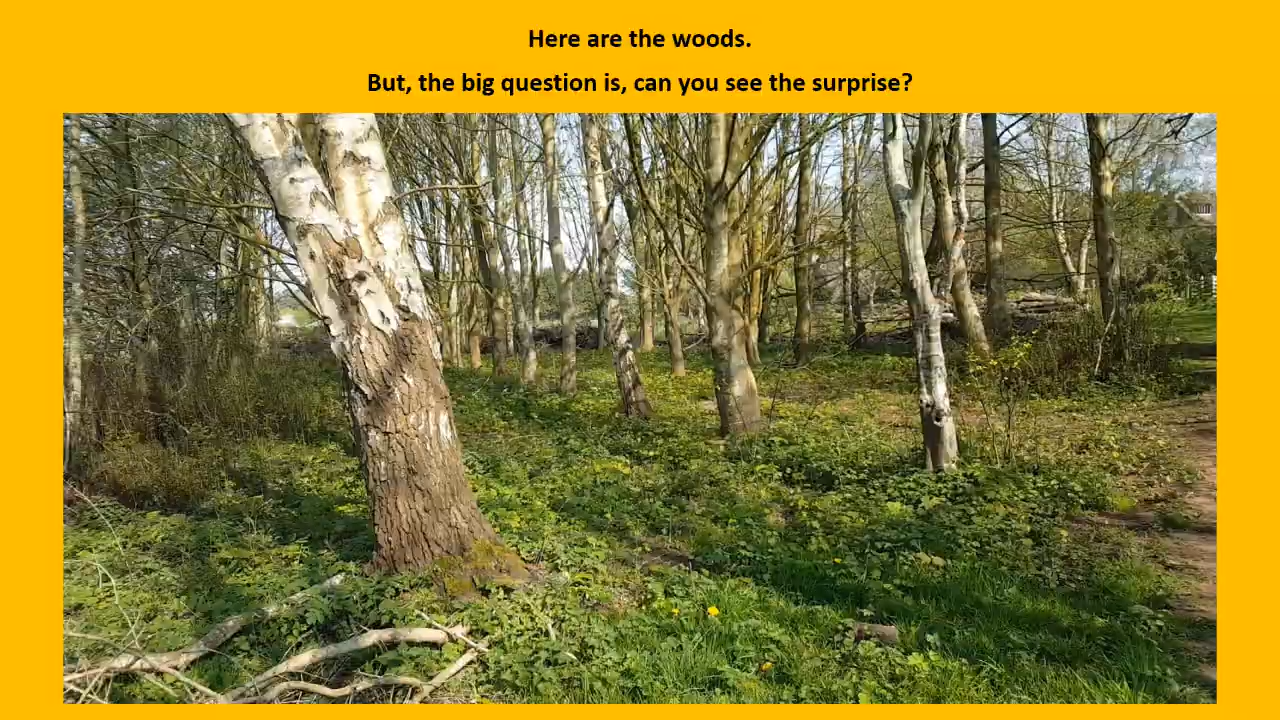 Here are the woods.
But, the big question is, can you see the surprise?